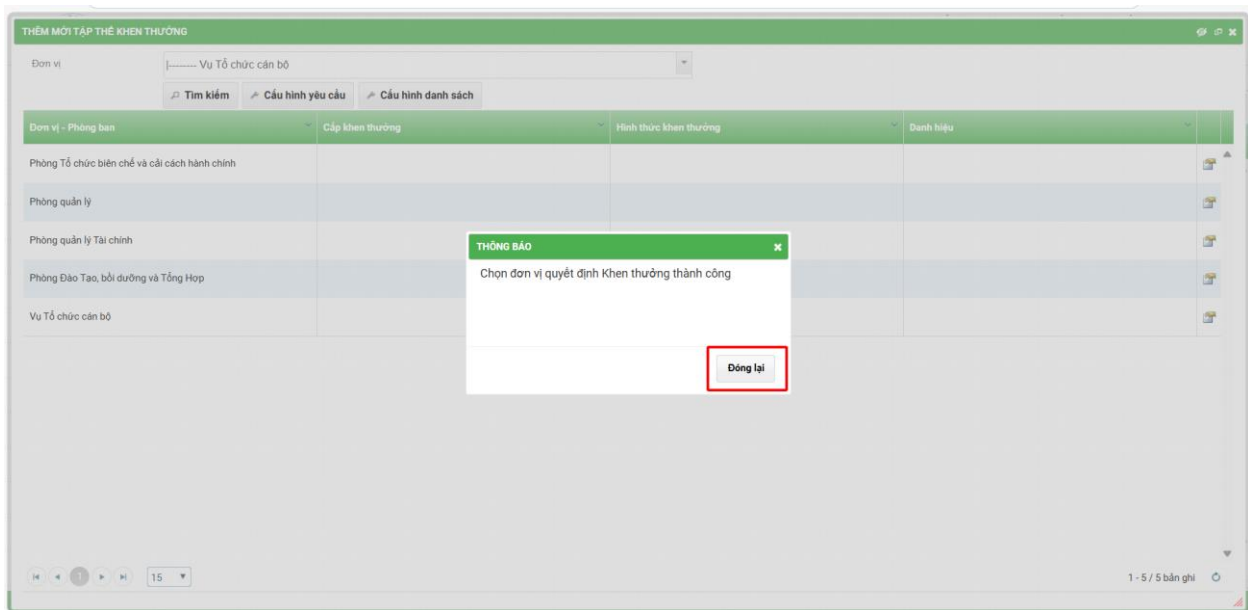 THÊM MỚI TẬP THỂ KHEN THƯỞNG
Đơn vị
|-------- Vụ Tổ chức cán bộ
Tìm kiếm
Cấu hình yêu cầu
Cấu hình danh sách
Đơn vị - Phòng ban
Cấp khen thưởng
Hình thức khen thưởng
Danh hiệu
Phòng Tổ chức biên chế và cải cách hành chính
Phòng quản lý
Phòng quản lý Tài chính
Phòng Đào Tạo, bồi dưỡng và Tổng Hợp
Vụ Tổ chức cán bộ
THÔNG BÁO
Chọn đơn vị quyết định Khen thưởng thành công
Đóng lại
1
15
1 - 5 / 5 bản ghi